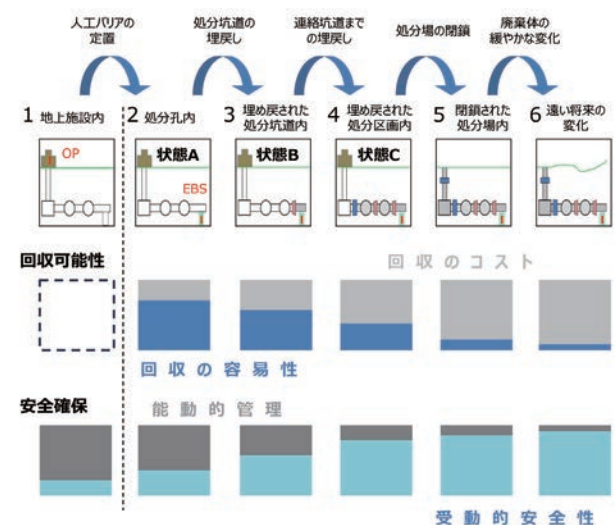 人工バリアの
定置
処分坑道の
埋戻し
連絡坑道まで
の埋戻し
処分場の閉鎖
廃棄体の
緩やかな変化
1 地上施設内
2 処分孔内
3 埋め戻された
処分坑道内
4 埋め戻された
処分区画内
5 閉鎖された
処分場内
6 遠い将来の
変化
OP
状態A
EBS
状態B
状態C
回収可能性
回収のコスト
回収の容易性
安全確保
能動的管理
受動的安全性